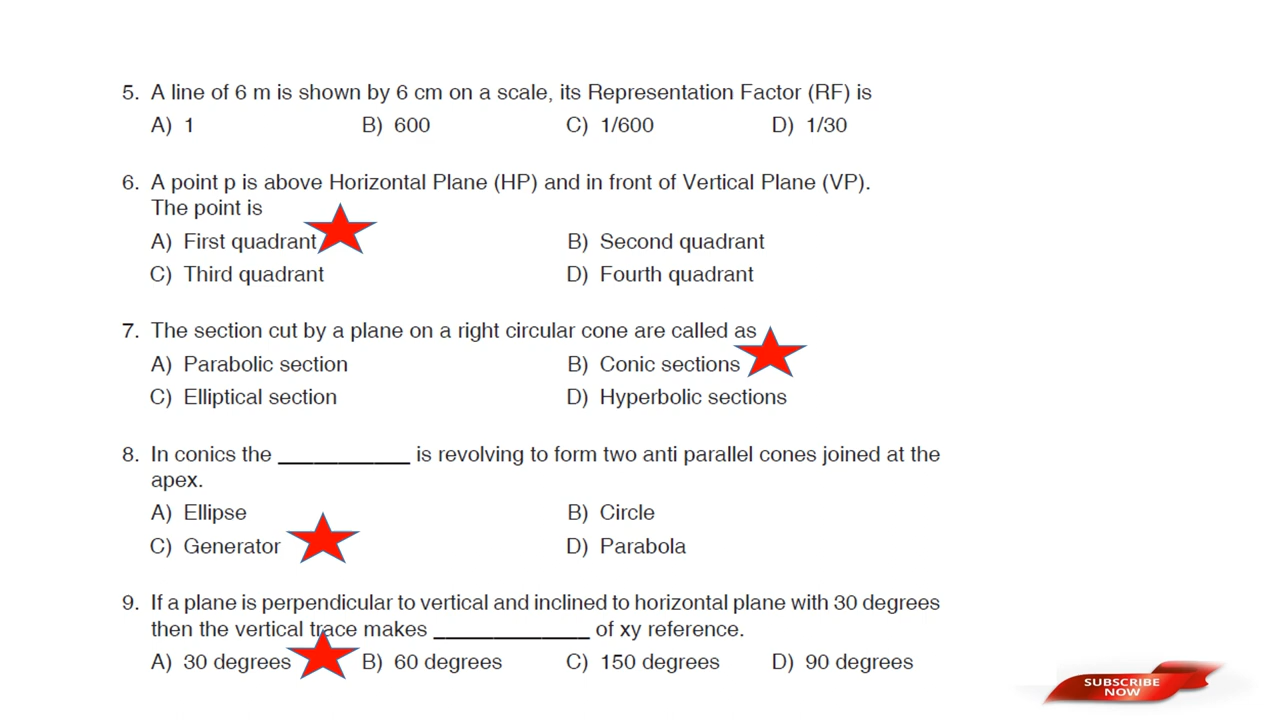 5. A line of 6 m is shown by 6 cm on a scale, its Representation Factor (RF) is
A) 1 B) 600 C) 1/600 D) 1/30
6. A point p is above Horizontal Plane (HP) and in front of Vertical Plane (VP).
The point is
A) First quadrant B) Second quadrant
C) Third quadrant D) Fourth quadrant
7. The section cut by a plane on a right circular cone are called as
A) Parabolic section B) Conic sections
C) Elliptical section D) Hyperbolic sections
8. In conics the ___________ is revolving to form two anti parallel cones joined at the
apex.
A) Ellipse B) Circle
C) Generator D) Parabola
9. If a plane is perpendicular to vertical and inclined to horizontal plane with 30 degrees
then the vertical trace makes _____________ of xy reference.
A) 30 degrees B) 60 degrees C) 150 degrees D) 90 degrees
SUBSCRIBE
NOW